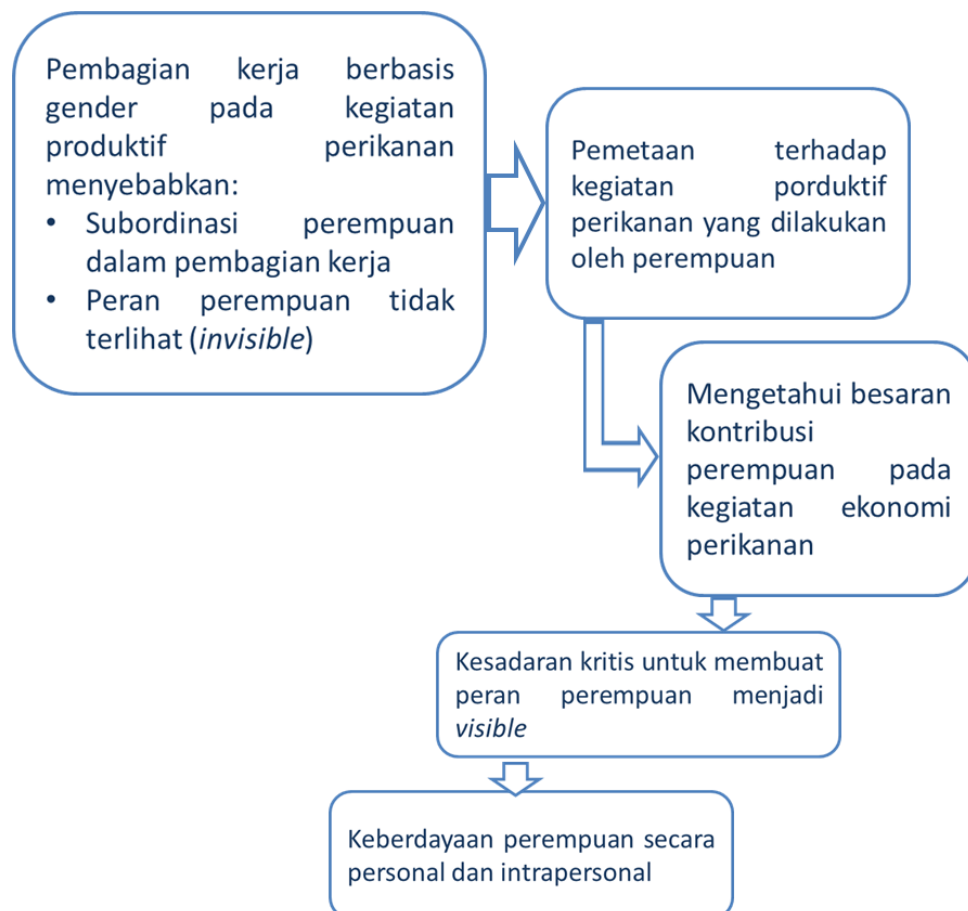 Pembagian kerja berbasis
gender pada kegiatan
produktif perikanan
menyebabkan:
• Subordinasi perempuan
dalam pembagian kerja
• Peran perempuan tidak
terlihat (invisible)
Pemetaan terhadap
kegiatan porduktif
perikanan yang dilakukan
oleh perempuan
Mengetahui besaran
kontribusi
perempuan pada
kegiatan ekonomi
perikanan
Kesadaran kritis untuk membuat
peran perempuan menjadi
visible
Keberdayaan perempuan secara
personal dan intrapersonal